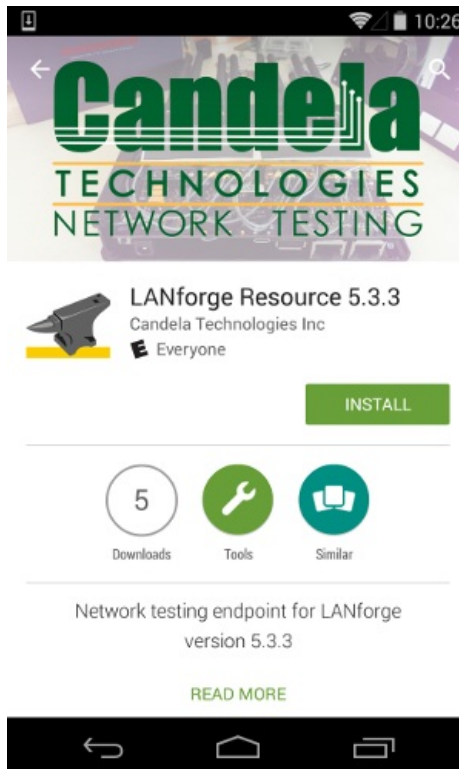 10:26
Candela
TECHNOLOGIES
NETWORK TESTING
LANforge Resource 5.3.3
Candela Technologies Inc
E Everyone
INSTALL
5
Downloads Tools Similar
Network testing endpoint for LANforge
version 5.3.3
READ MORE